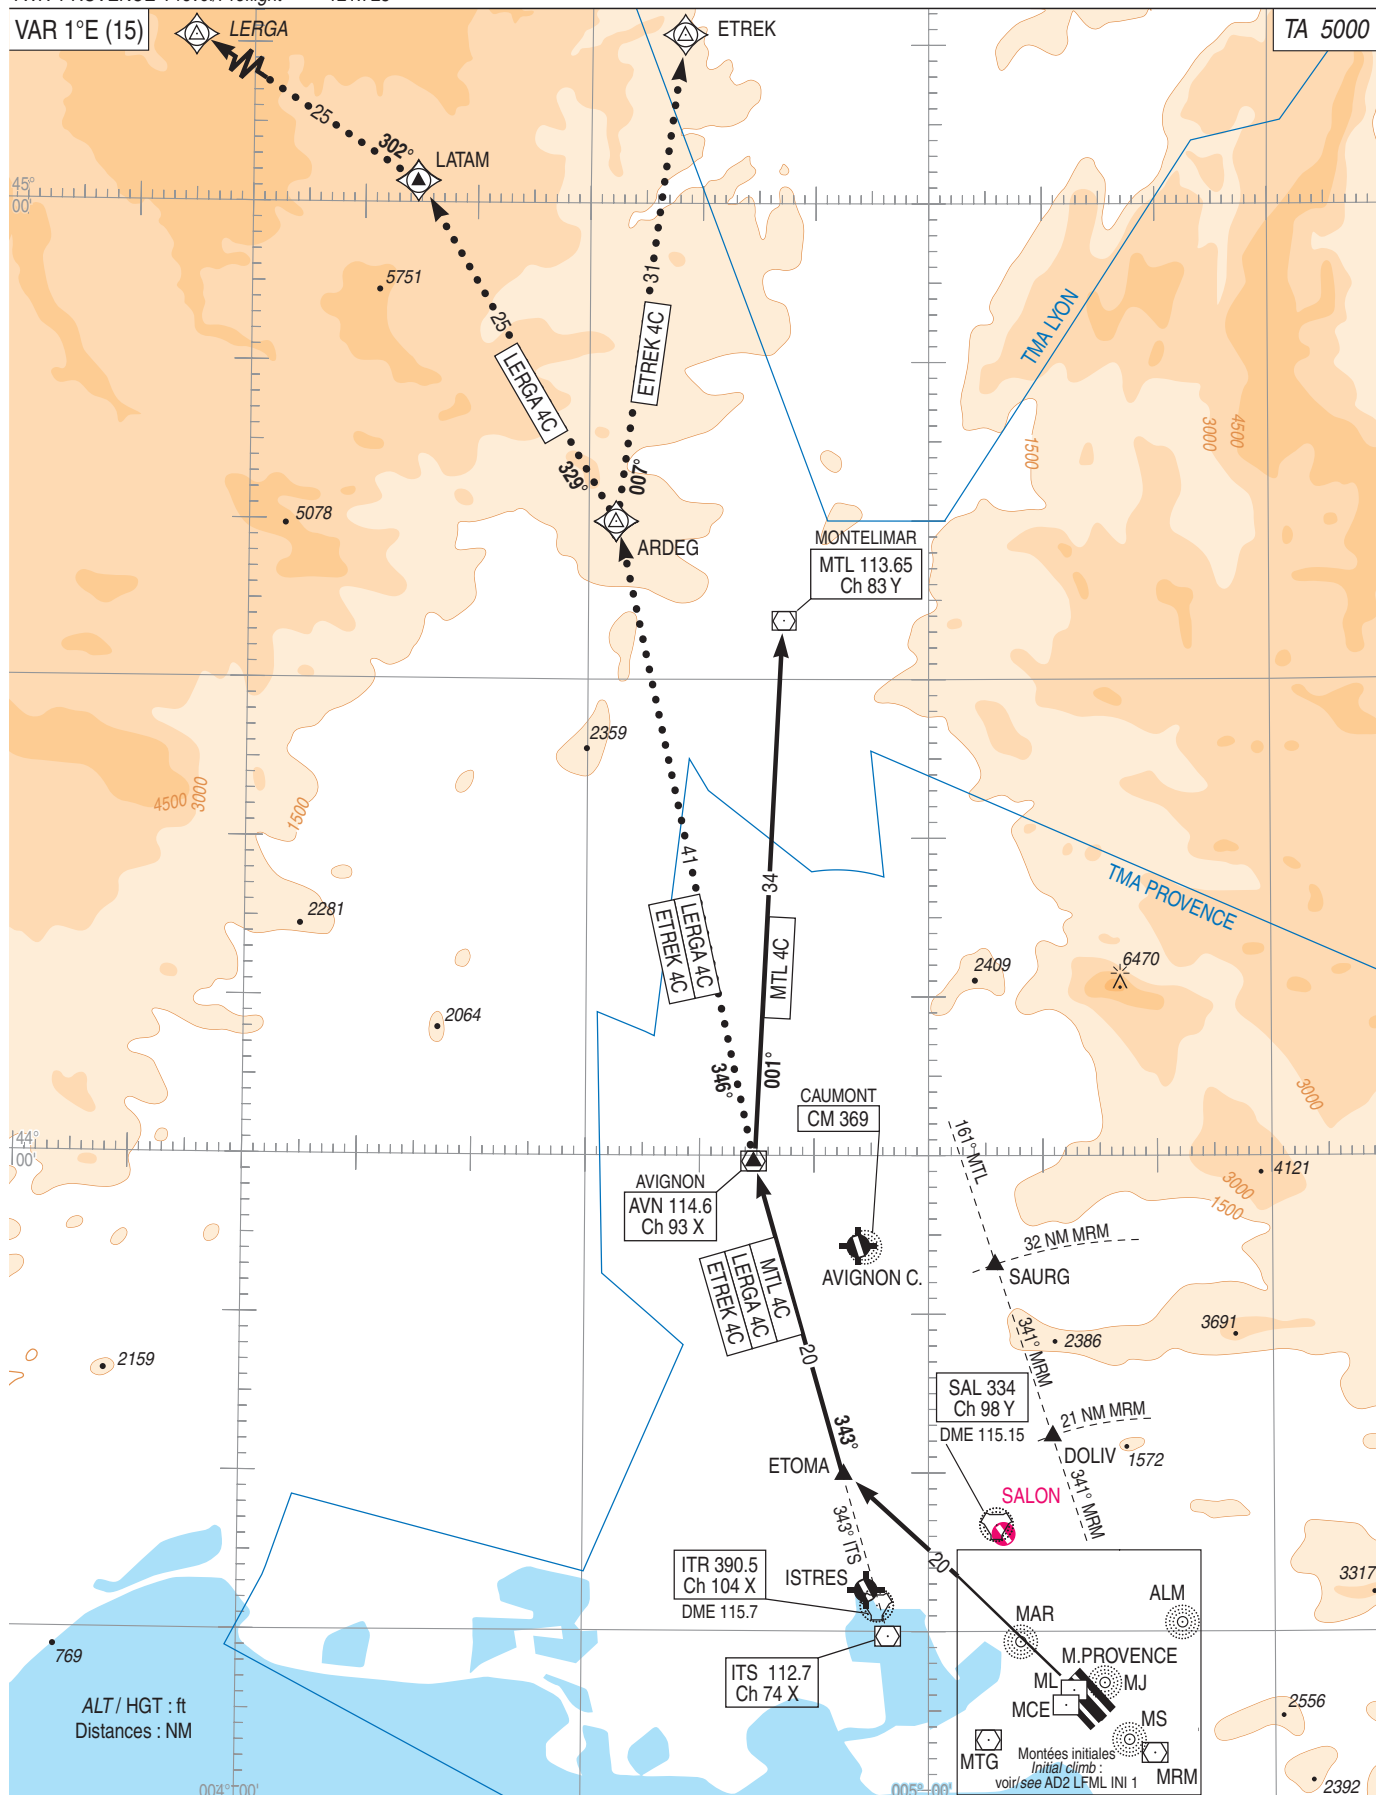 VAR 1°E (15)
LERGA
ETREK
TA 5000
25
302°
LATAM
45°
00'
5751
31
25
ETREK 4C
LERGA 4C
TMA LYON
3000
4500
1500
329°
007°
5078
ARDEG
MONTELIMAR
MTL 113.65
Ch 83 Y
2359
4500
3000
1500
41
34
TMA PROVENCE
2281
LERGA 4C
ETREK 4C
MTL 4C
2409
6470
2064
346°
001°
CAUMONT
CM 369
3000
44°
00'
161° MTL
4121
3000
1500
AVIGNON
AVN 114.6
Ch 93 X
32 NM MRM
SAURG
AVIGNON C.
MTL 4C
LERGA 4C
ETREK 4C
341° MRM
2386
3691
2159
20
SAL 334
Ch 98 Y
DME 115.15
21 NM MRM
343°
DOLIV
1572
ETOMA
341° MRM
SALON
343° ITS
20
ITR 390.5
Ch 104 X
DME 115.7
ISTRES
3317
ALM
MAR
769
M.PROVENCE
ITS 112.7
Ch 74 X
ML
MJ
MCE
ALT / HGT : ft
Distances : NM
2556
MS
MTG
Montées initiales
Initial climb :
voir/see AD2 LFML INI 1
MRM
2392
004° 00'
005° 00'